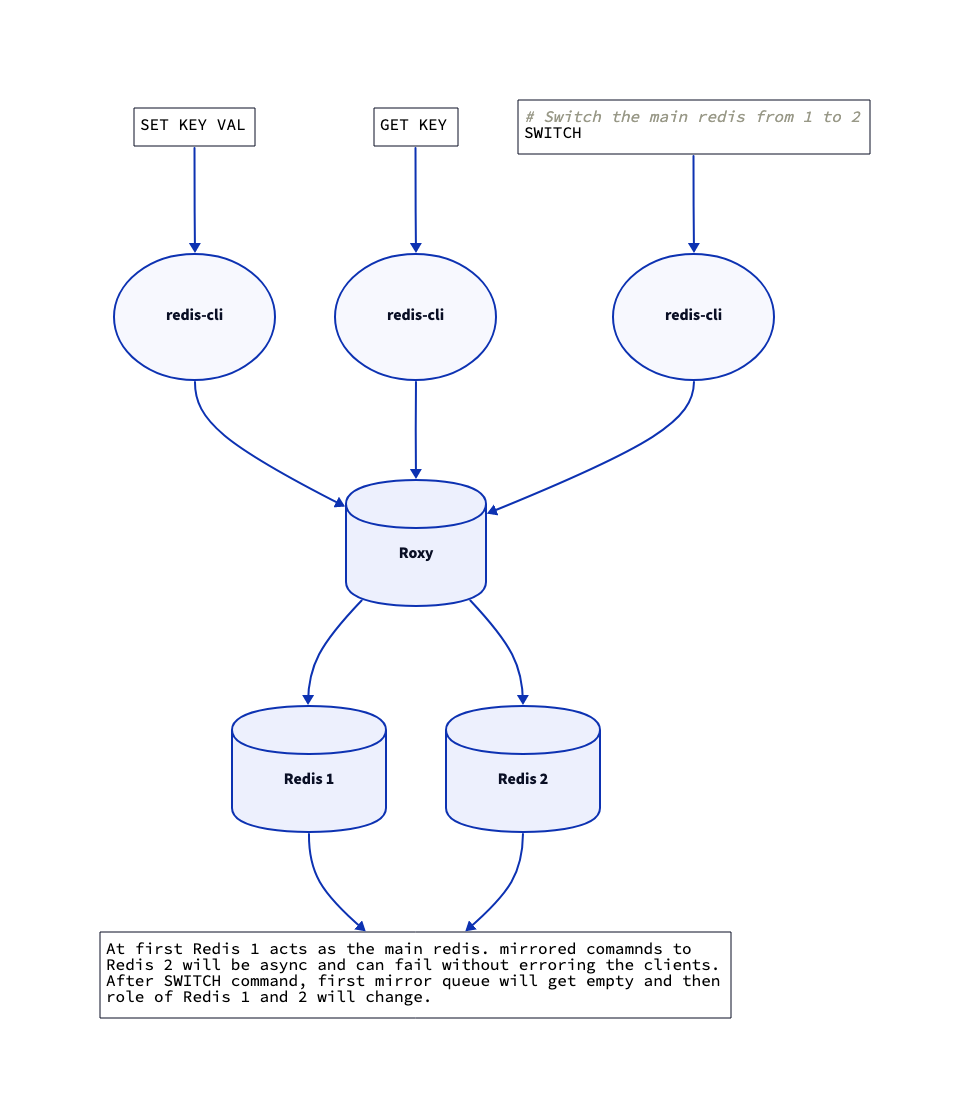 SET KEY VAL
GET KEY
# Switch the main redis from 1 to 2
SWITCH
redis-cli
redis-cli
redis-cli
Roxy
Redis 1
Redis 2
At first Redis 1 acts as the main redis. mirrored comamnds to
Redis 2 will be async and can fail without erroring the clients.
After SWITCH command, first mirror queue will get empty and then
role of Redis 1 and 2 will change.